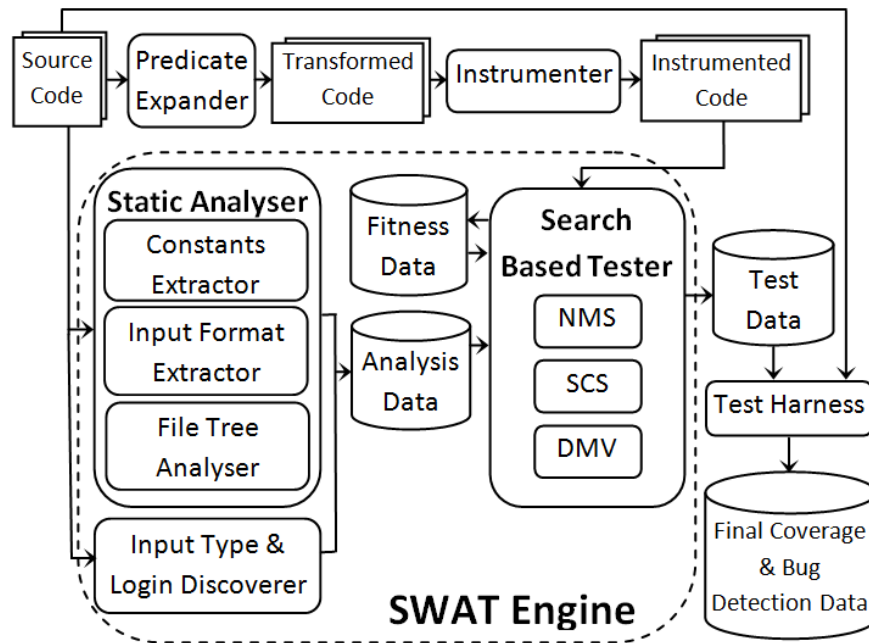 Source
Code
Predicate
Expander
Transformed
Code
Instrumenter
Instrumented
Code
Static Analyser
Constants
Extractor
Input Format
Extractor
File Tree
Analyser
Input Type &
Login Discoverer
Fitness
Data
Analysis
Data
Search
Based Tester
NMS
SCS
DMV
Test
Data
Test Harness
Final Coverage
& Bug
Detection Data
SWAT Engine